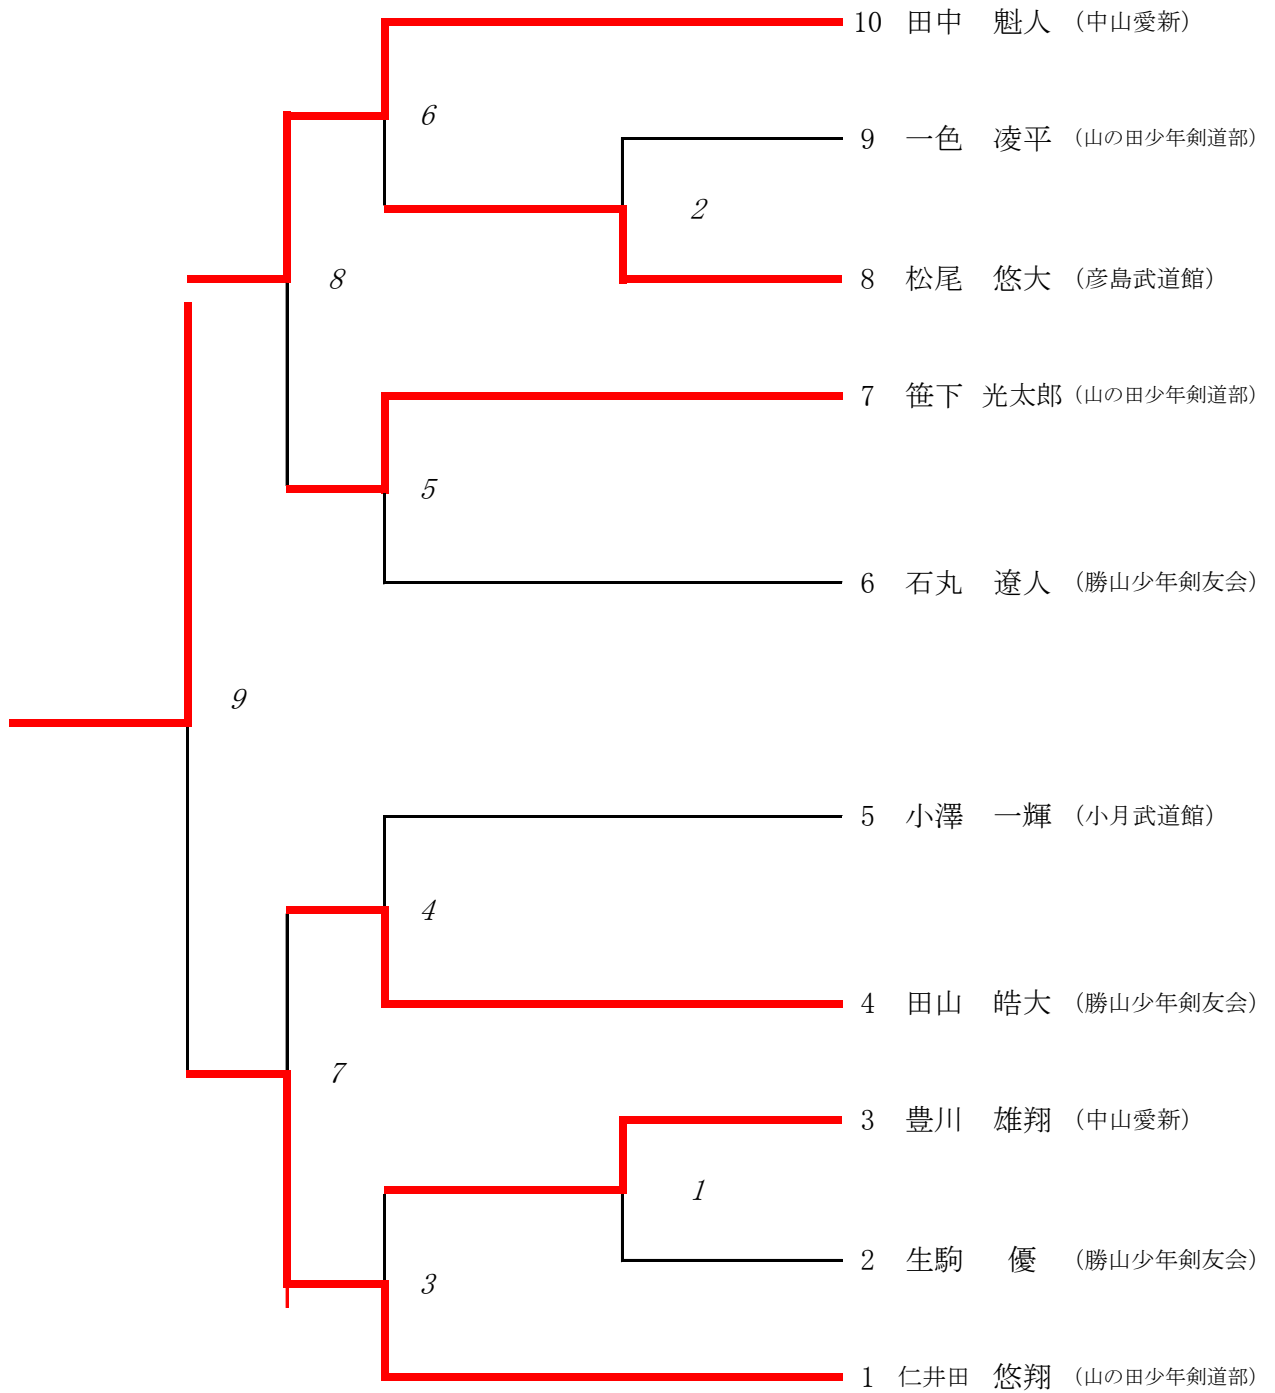 10 田中 魁人 （中山愛新）
6
9 一色 凌平 （山の田少年剣道部）
2
8 松尾 悠大 （彦島武道館）
8
7 笹下 光太郎 （山の田少年剣道部）
5
6 石丸 遼人 （勝山少年剣友会）
9
5 小澤 一輝 （小月武道館）
4
4 田山 皓大 （勝山少年剣友会）
7
3 豊川 雄翔 （中山愛新）
1
2 生駒 優 （勝山少年剣友会）
3
1 仁井田 悠翔 （山の田少年剣道部）